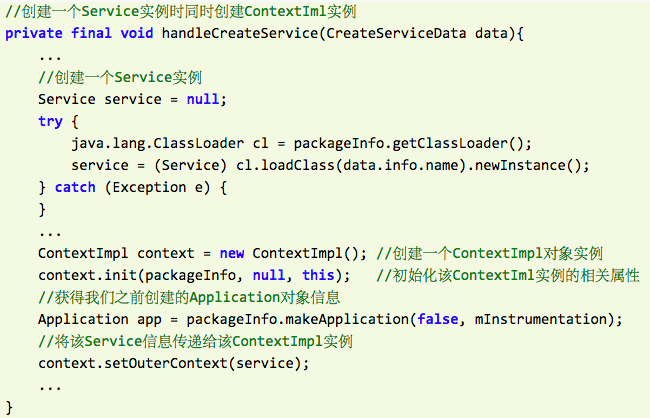 //创建一个Service实例时同时创建ContextIml实例
private final void handleCreateService(CreateServiceData data){
    ...
    //创建一个Service实例
    Service service = null;
    try {
        java.lang.ClassLoader cl = packageInfo.getClassLoader();
        service = (Service) cl.loadClass(data.info.name).newInstance();
    } catch (Exception e) {
    }
    ...
    ContextImpl context = new ContextImpl(); //创建一个ContextImpl对象实例
    context.init(packageInfo, null, this);   //初始化该ContextIml实例的相关属性
    //获得我们之前创建的Application对象信息
    Application app = packageInfo.makeApplication(false, mInstrumentation);
    //将该Service信息传递给该ContextImpl实例
    context.setOuterContext(service);
    ...
}